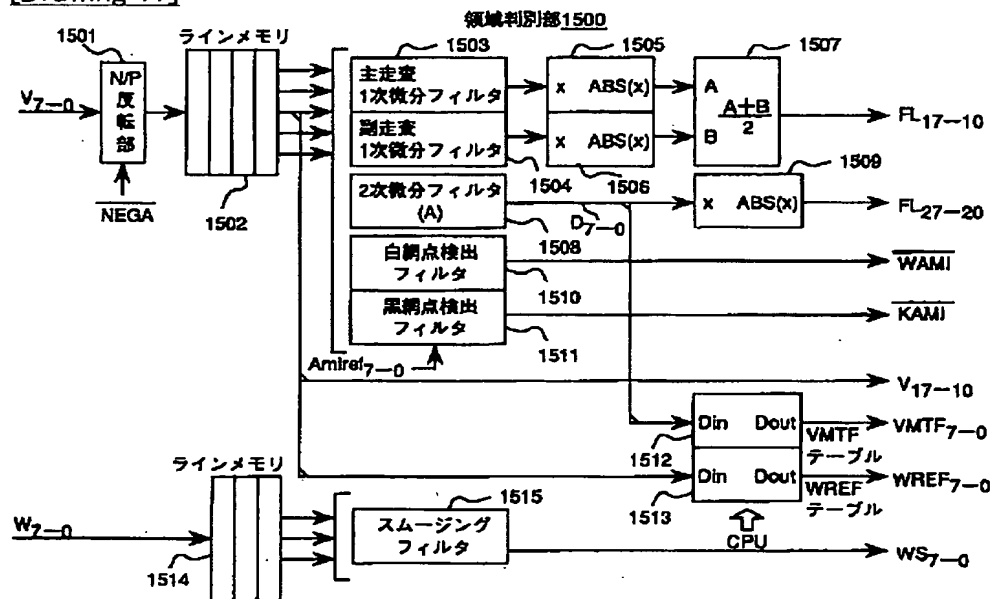 領域判別部1500
1501
ラインメモリ
1503
1505
1507
V7-0
N/P
反
転
部
主走査
1次微分フィルタ
x ABS(x)
A
A+B
2
B
FL17-10
副走査
1次微分フィルタ
x ABS(x)
1504
1506
1509
NEGA
1502
2次微分フィルタ
(A)
D7-0
x ABS(x)
FL27-20
1508
白網点検出
フィルタ
WAMI
1510
黒網点検出
フィルタ
KAMI
1511
Amiref7-0
V17-10
Din Dout
VMTF
テーブル
VMTF7-0
1512
ラインメモリ
Din Dout
WREF
テーブル
WREF7-0
1513
CPU
1515
W7-0
スムージング
フィルタ
WS7-0
1514